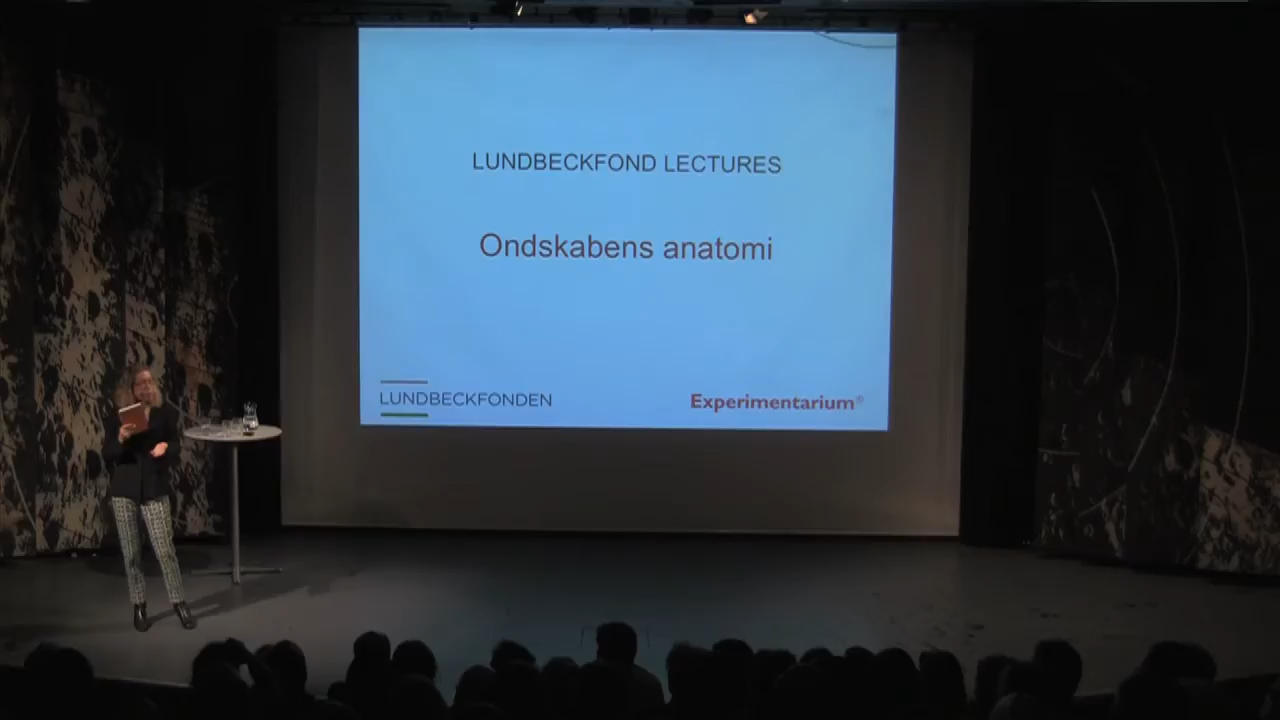 LUNDBECKFOND LECTURES
Ondskabens anatomi
LUNDBECKFONDEN
Experimentarium®